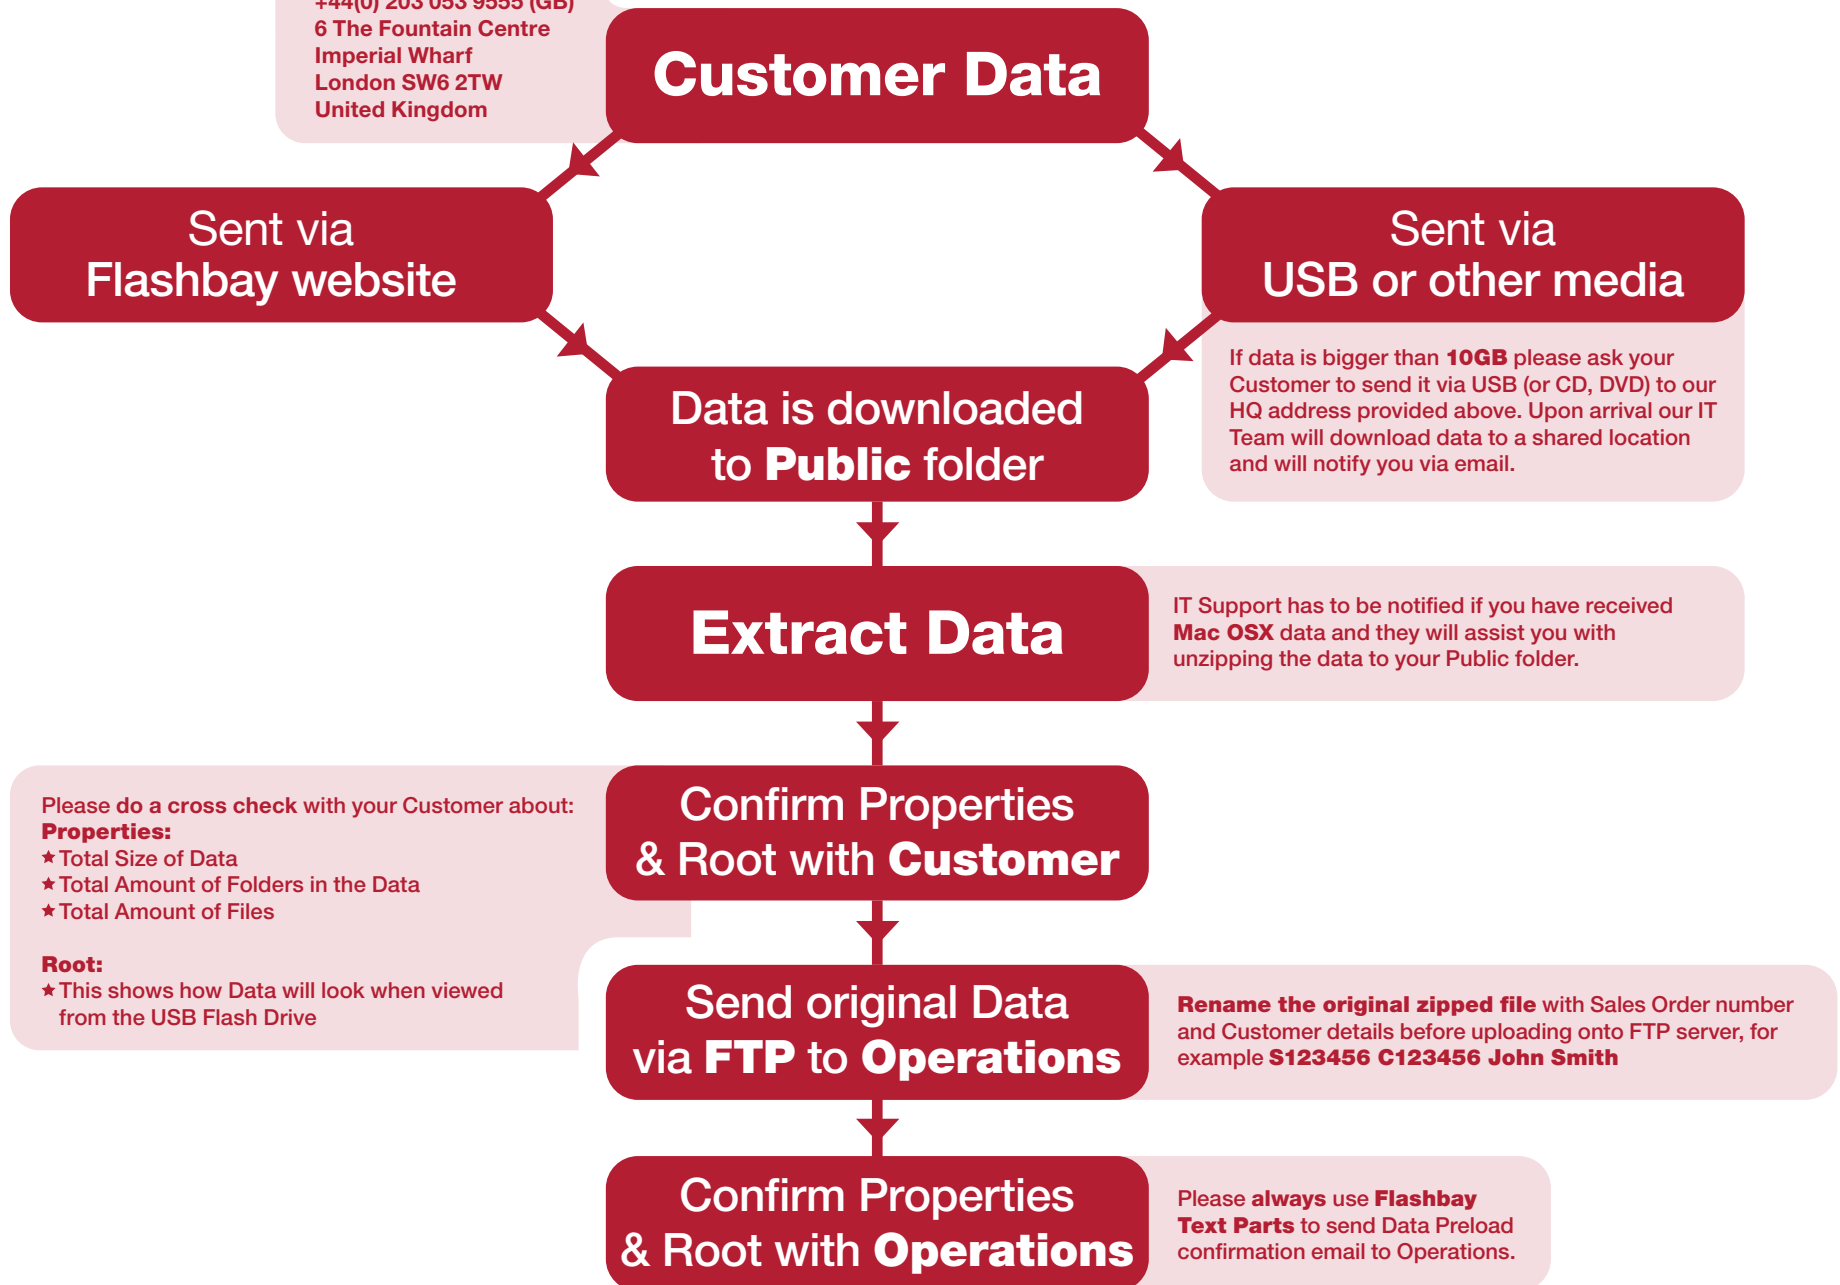 +44(0) 203 053 9555 (GB)
6 The Fountain Centre
Imperial Wharf
London SW6 2TW
United Kingdom
Customer Data
Sent via
Flashbay website
Sent via
USB or other media
If data is bigger than 10GB please ask your
Customer to send it via USB (or CD, DVD) to our
HQ address provided above. Upon arrival our IT
Team will download data to a shared location
and will notify you via email.
Data is downloaded
to Public folder
Extract Data
IT Support has to be notified if you have received
Mac OSX data and they will assist you with
unzipping the data to your Public folder.
Please do a cross check with your Customer about:
Properties:
★ Total Size of Data
★ Total Amount of Folders in the Data
★ Total Amount of Files
Root:
★ This shows how Data will look when viewed
from the USB Flash Drive
Confirm Properties
& Root with Customer
Send original Data
via FTP to Operations
Rename the original zipped file with Sales Order number
and Customer details before uploading onto FTP server, for
example S123456 C123456 John Smith
Confirm Properties
& Root with Operations
Please always use Flashbay
Text Parts to send Data Preload
confirmation email to Operations.